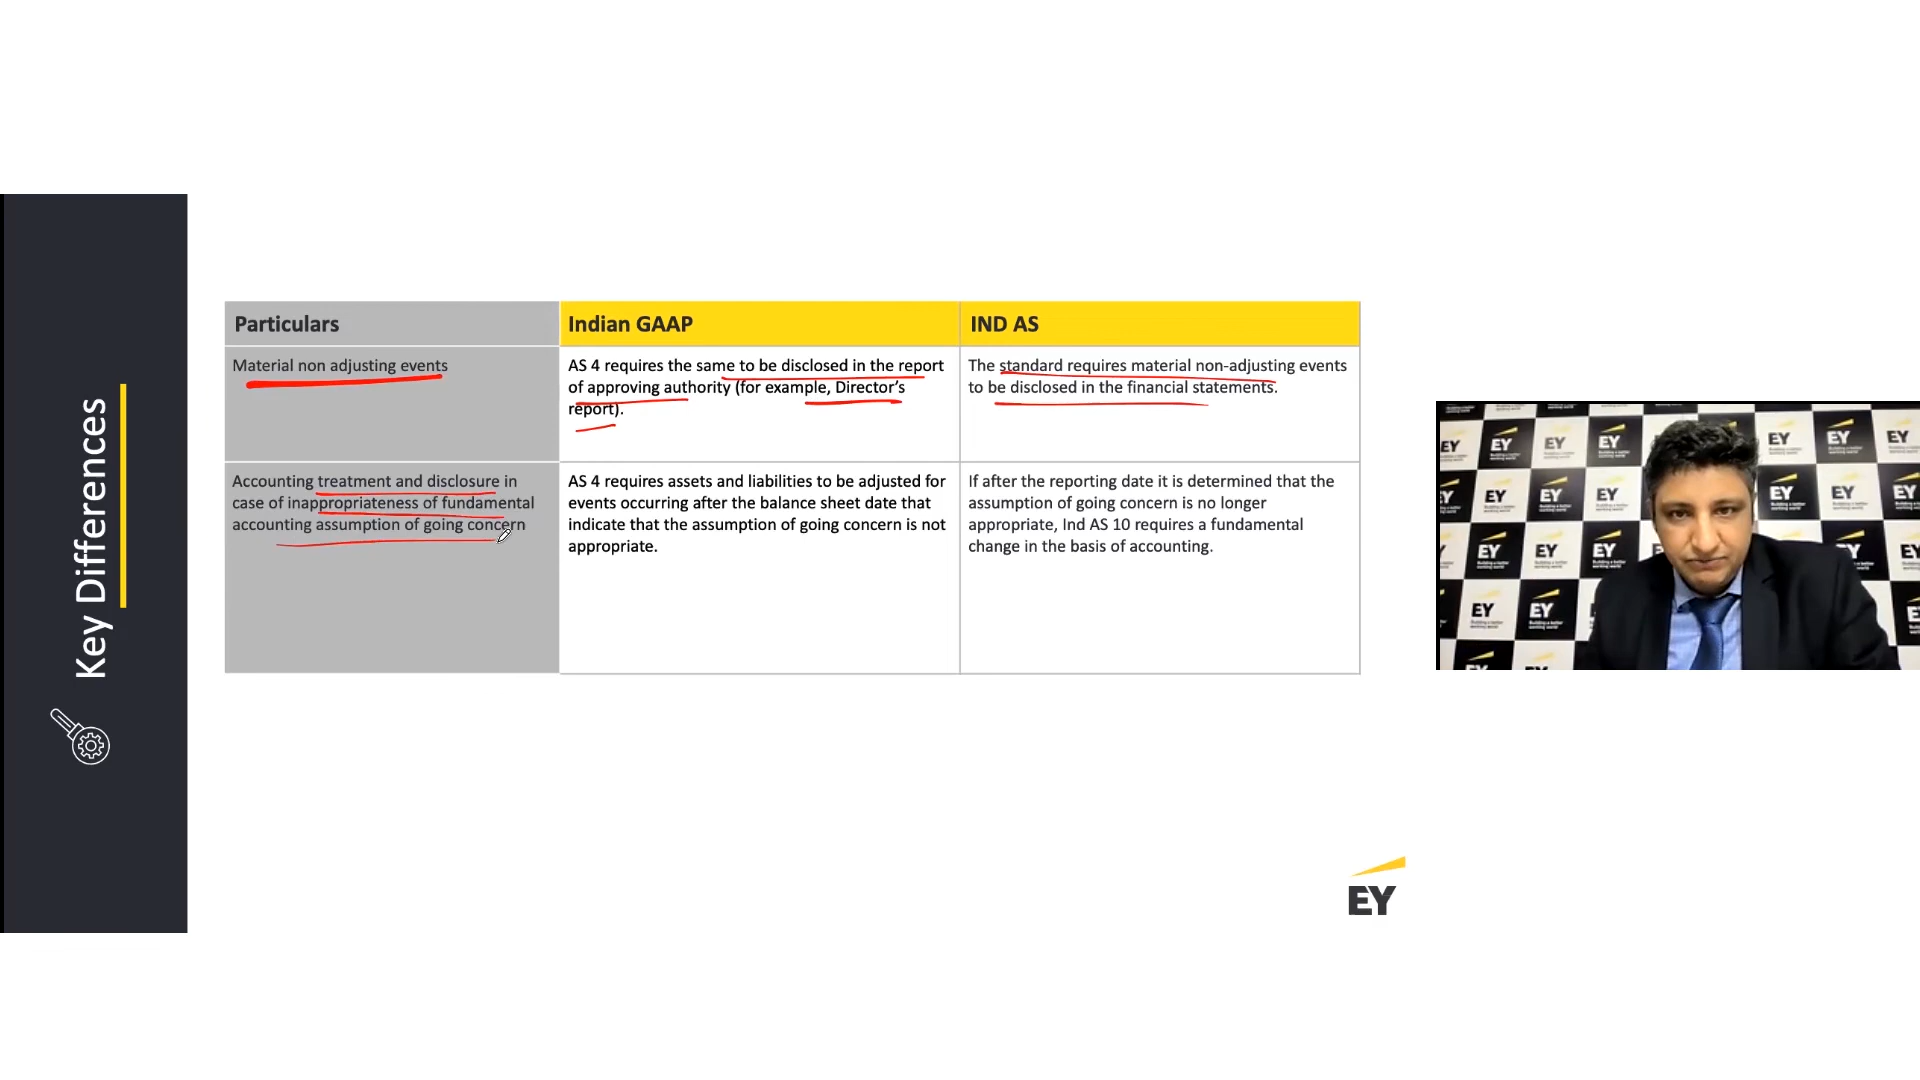 Key Differences
Particulars
Indian GAAP
IND AS
Material non adjusting events
AS 4 requires the same to be disclosed in the report
of approving authority (for example, Director’s
report).
The standard requires material non-adjusting events
to be disclosed in the financial statements.
Accounting treatment and disclosure in
case of inappropriateness of fundamental
accounting assumption of going concern
AS 4 requires assets and liabilities to be adjusted for
events occurring after the balance sheet date that
indicate that the assumption of going concern is not
appropriate.
If after the reporting date it is determined that the
assumption of going concern is no longer
appropriate, Ind AS 10 requires a fundamental
change in the basis of accounting.
EY
EY
Building a better
working world